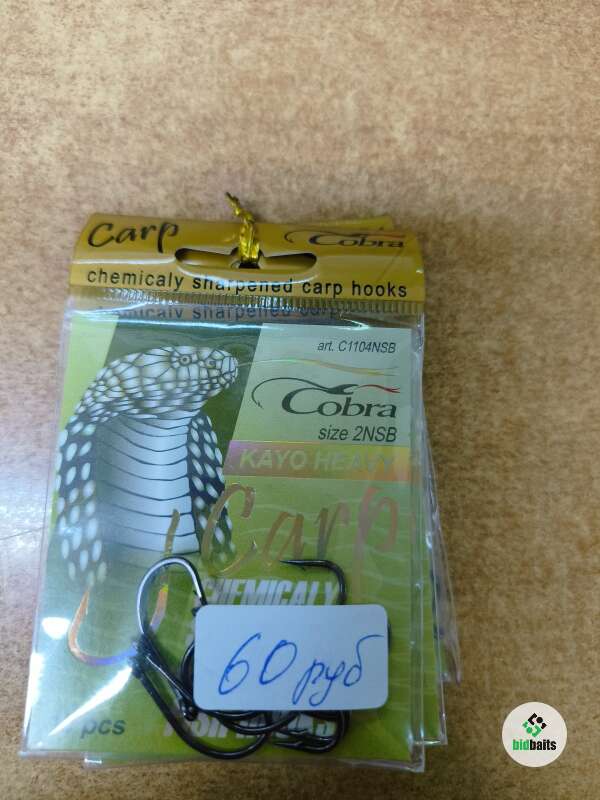 Carp Cobra
chemicaly sharpened carp hooks
chemicaly sharpened carp
art. C1104NSB
Cobra
size 2NSB
KAYO HEAVY
Carp
CHEMICALY
60 руб
pcs
bidbaits